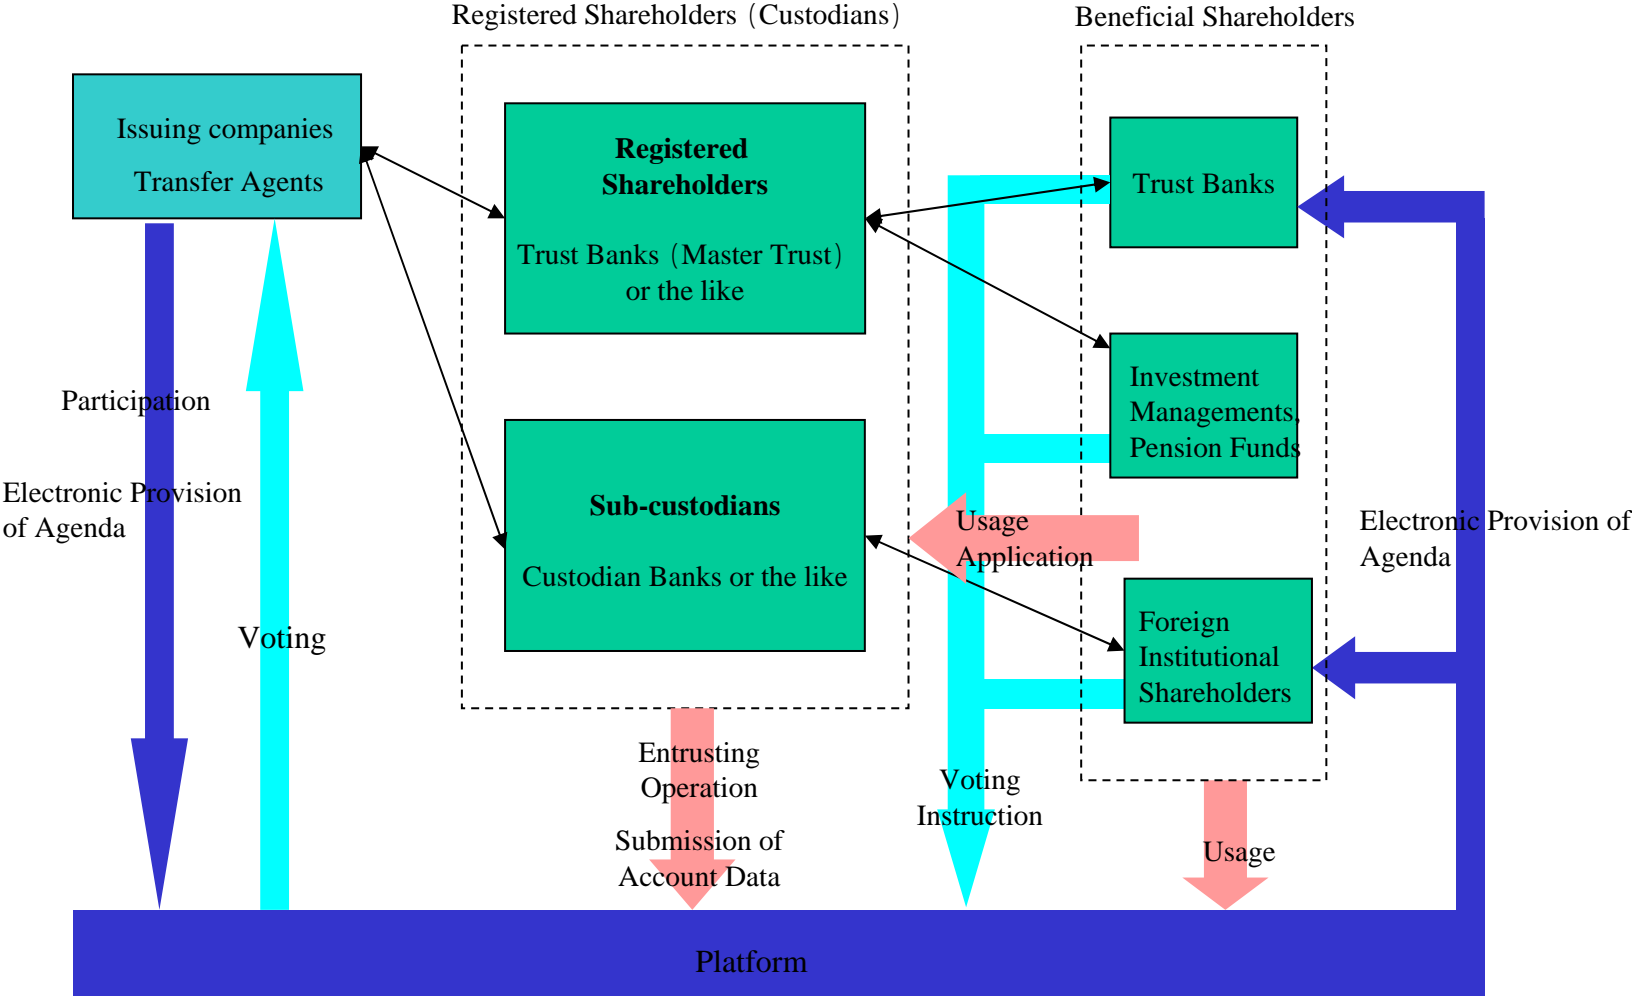 Registered Shareholders (Custodians)
Beneficial Shareholders
Issuing companies
Transfer Agents
Registered
Shareholders
Trust Banks (Master Trust)
or the like
Trust Banks
Investment
Managements,
Pension Funds
Participation
Electronic Provision
of Agenda
Sub-custodians
Custodian Banks or the like
Usage
Application
Electronic Provision of
Agenda
Foreign
Institutional
Shareholders
Voting
Entrusting
Operation
Submission of
Account Data
Voting
Instruction
Usage
Platform